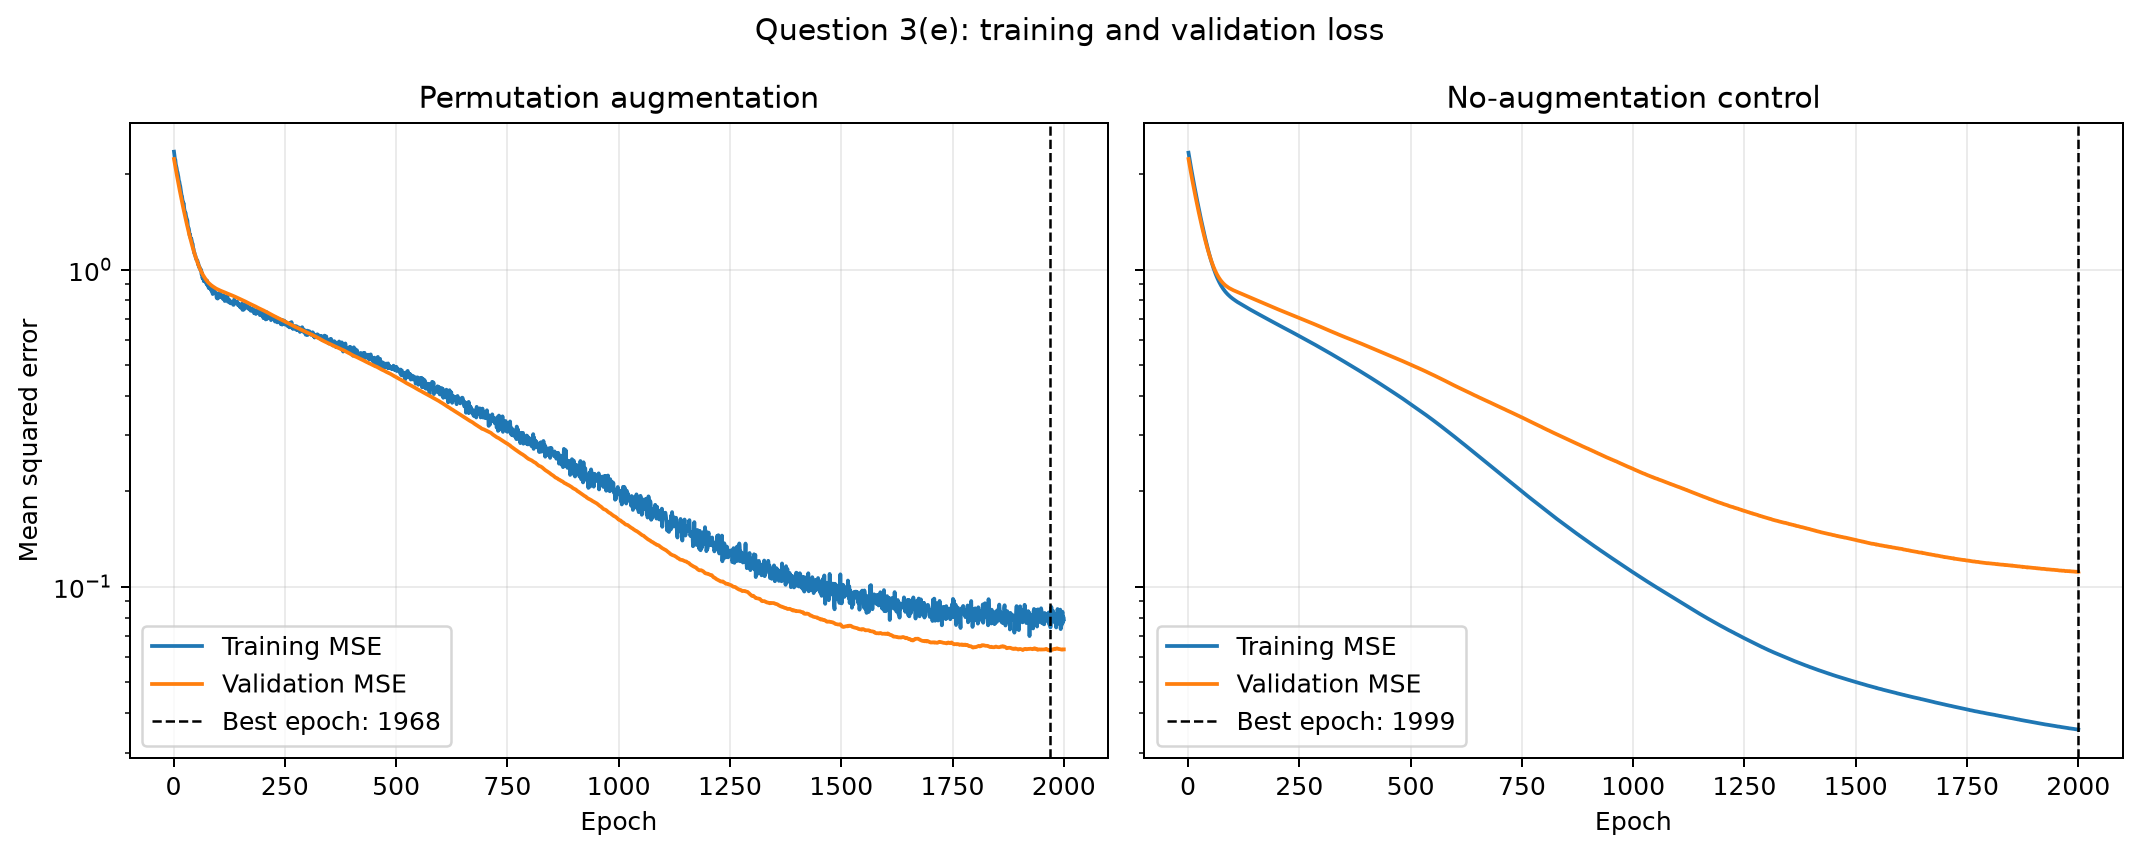 Question 3(e): training and validation loss
Permutation augmentation
No-augmentation control
Mean squared error
10⁰
10⁻¹
Training MSE
Validation MSE
Best epoch: 1968
0 250 500 750 1000 1250 1500 1750 2000
Epoch
Training MSE
Validation MSE
Best epoch: 1999
0 250 500 750 1000 1250 1500 1750 2000
Epoch